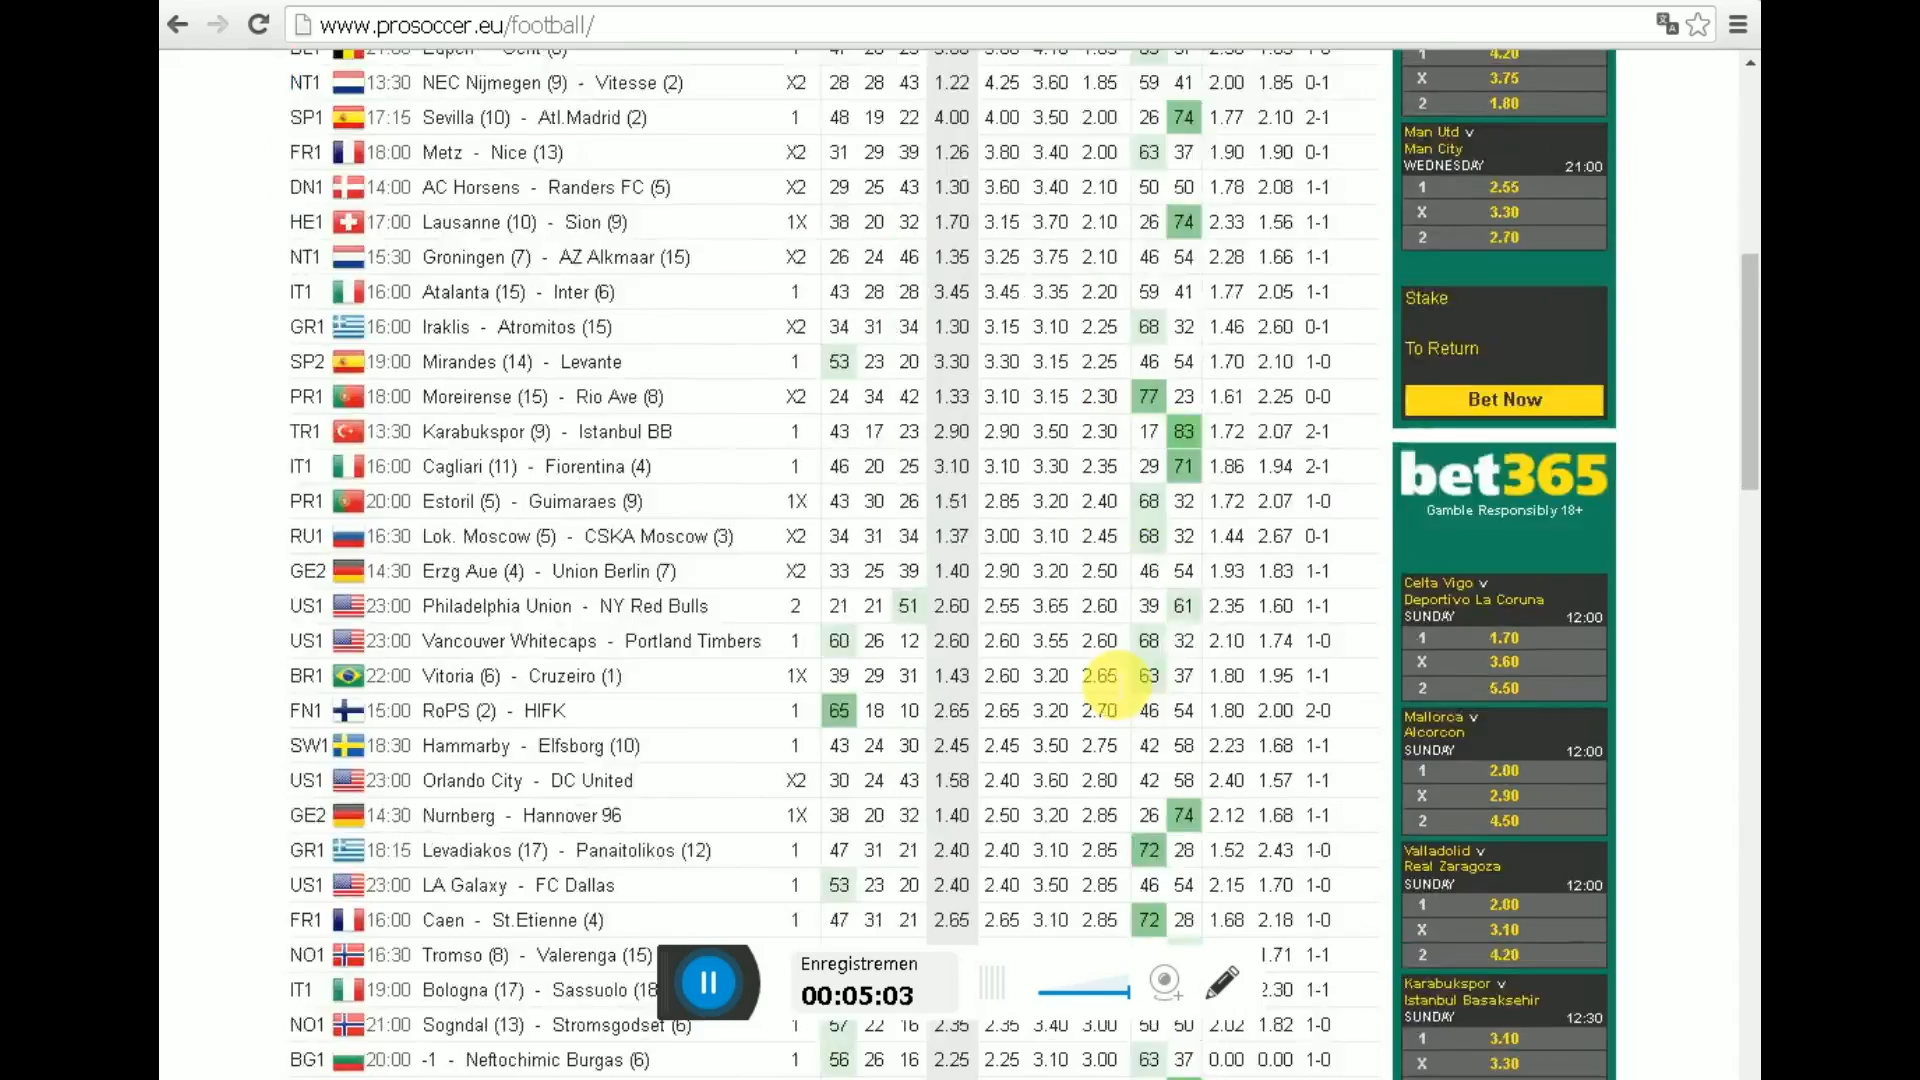 www.prosoccer.eu/football/
NT1 13:30 NEC Nijmegen (9) - Vitesse (2) X2 28 28 43 1.22 4.25 3.60 1.85 59 41 2.00 1.85 0-1
SP1 17:15 Sevilla (10) - Atl.Madrid (2) 1 48 19 22 4.00 4.00 3.50 2.00 26 74 1.77 2.10 2-1
FR1 18:00 Metz - Nice (13) X2 31 29 39 1.26 3.80 3.40 2.00 63 37 1.90 1.90 0-1
DN1 14:00 AC Horsens - Randers FC (5) X2 29 25 43 1.30 3.60 3.40 2.10 50 50 1.78 2.08 1-1
HE1 17:00 Lausanne (10) - Sion (9) 1X 38 20 32 1.70 3.15 3.70 2.10 26 74 2.33 1.56 1-1
NT1 15:30 Groningen (7) - AZ Alkmaar (15) X2 26 24 46 1.35 3.25 3.75 2.10 46 54 2.28 1.66 1-1
IT1 16:00 Atalanta (15) - Inter (6) 1 43 28 28 3.45 3.45 3.35 2.20 59 41 1.77 2.05 1-1
GR1 16:00 Iraklis - Atromitos (15) X2 34 31 34 1.30 3.15 3.10 2.25 68 32 1.46 2.60 0-1
SP2 19:00 Mirandes (14) - Levante 1 53 23 20 3.30 3.30 3.15 2.25 46 54 1.70 2.10 1-0
PR1 18:00 Moreirense (15) - Rio Ave (8) X2 24 34 42 1.33 3.10 3.15 2.30 77 23 1.61 2.25 0-0
TR1 13:30 Karabukspor (9) - Istanbul BB 1 43 17 23 2.90 2.90 3.50 2.30 17 83 1.72 2.07 2-1
IT1 16:00 Cagliari (11) - Fiorentina (4) 1 46 20 25 3.10 3.10 3.30 2.35 29 71 1.86 1.94 2-1
PR1 20:00 Estoril (5) - Guimaraes (9) 1X 43 30 26 1.51 2.85 3.20 2.40 68 32 1.72 2.07 1-0
RU1 16:30 Lok. Moscow (5) - CSKA Moscow (3) X2 34 31 34 1.37 3.00 3.10 2.45 68 32 1.44 2.67 0-1
GE2 14:30 Erzg Aue (4) - Union Berlin (7) X2 33 25 39 1.40 2.90 3.20 2.50 46 54 1.93 1.83 1-1
US1 23:00 Philadelphia Union - NY Red Bulls 2 21 21 51 2.60 2.55 3.65 2.60 39 61 2.35 1.60 1-1
US1 23:00 Vancouver Whitecaps - Portland Timbers 1 60 26 12 2.60 2.60 3.55 2.60 68 32 2.10 1.74 1-0
BR1 22:00 Vitoria (6) - Cruzeiro (1) 1X 39 29 31 1.43 2.60 3.20 2.65 63 37 1.80 1.95 1-1
FN1 15:00 RoPS (2) - HIFK 1 65 18 10 2.65 2.65 3.20 2.70 46 54 1.80 2.00 2-0
SW1 18:30 Hammarby - Elfsborg (10) 1 43 24 30 2.45 2.45 3.50 2.75 42 58 2.23 1.68 1-1
US1 23:00 Orlando City - DC United X2 30 24 43 1.58 2.40 3.60 2.80 42 58 2.40 1.57 1-1
GE2 14:30 Nurnberg - Hannover 96 1X 38 20 32 1.40 2.50 3.20 2.85 26 74 2.12 1.68 1-1
GR1 18:15 Levadiakos (17) - Panaitolikos (12) 1 47 31 21 2.40 2.40 3.10 2.85 72 28 1.52 2.43 1-0
US1 23:00 LA Galaxy - FC Dallas 1 53 23 20 2.40 2.40 3.50 2.85 46 54 2.15 1.70 1-0
FR1 16:00 Caen - St.Etienne (4) 1 47 31 21 2.65 2.65 3.10 2.85 72 28 1.68 2.18 1-0
NO1 16:30 Tromso (8) - Valerenga (15) 1.71 1-1
IT1 19:00 Bologna (17) - Sassuolo (18 2.30 1-1
NO1 21:00 Sogndal (13) - Stromsgodset (6) 1 57 22 16 2.35 2.35 3.40 3.00 50 50 2.02 1.82 1-0
BG1 20:00 -1 - Neftochimic Burgas (6) 1 56 26 16 2.25 2.25 3.10 3.00 63 37 0.00 0.00 1-0
Enregistremen
00:05:03
1 4.20
X 3.75
2 1.80
Man Utd v
Man City
WEDNESDAY 21:00
1 2.55
X 3.30
2 2.70
Stake
To Return
Bet Now
bet365
Gamble Responsibly 18+
Celta Vigo v
Deportivo La Coruna
SUNDAY 12:00
1 1.70
X 3.60
2 5.50
Mallorca v
Alcorcon
SUNDAY 12:00
1 2.00
X 2.90
2 4.50
Valladolid v
Real Zaragoza
SUNDAY 12:00
1 2.00
X 3.10
2 4.20
Karabukspor v
Istanbul Basaksehir
SUNDAY 12:30
1 3.10
X 3.30